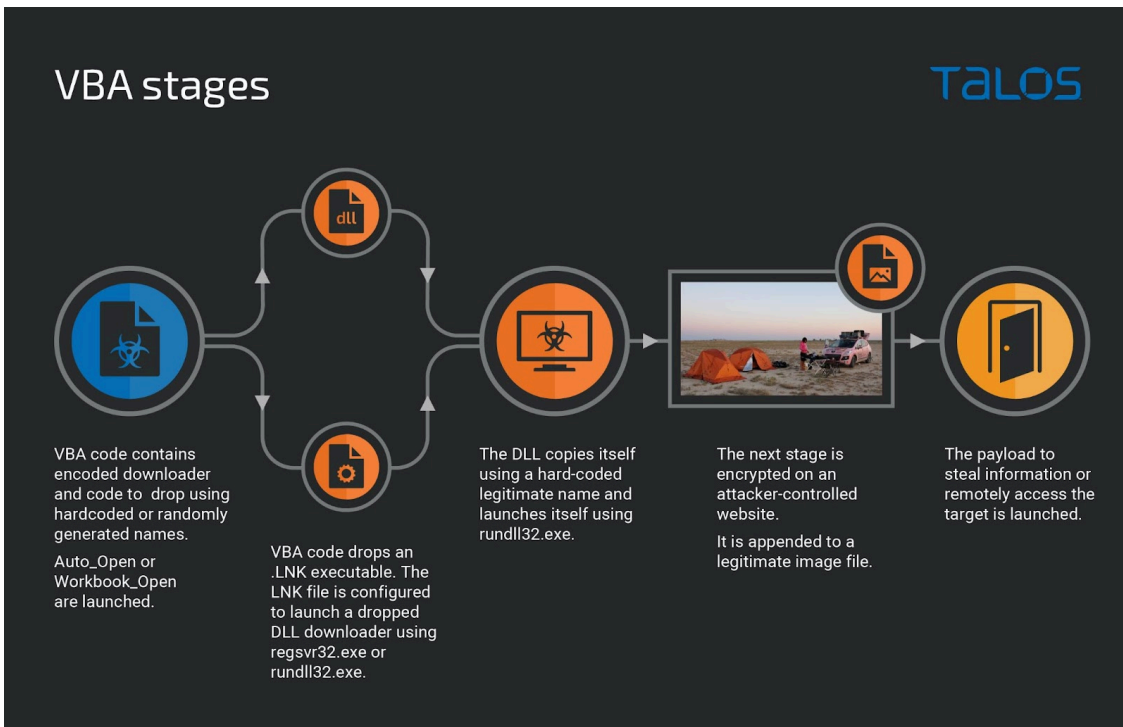 VBA stages
TALOS
dll
VBA code contains
encoded downloader
and code to drop using
hardcoded or randomly
generated names.
Auto_Open or
Workbook_Open
are launched.
VBA code drops an
.LNK executable. The
LNK file is configured
to launch a dropped
DLL downloader using
regsvr32.exe or
rundll32.exe.
The DLL copies itself
using a hard-coded
legitimate name and
launches itself using
rundll32.exe.
The next stage is
encrypted on an
attacker-controlled
website.
It is appended to a
legitimate image file.
The payload to
steal information or
remotely access the
target is launched.